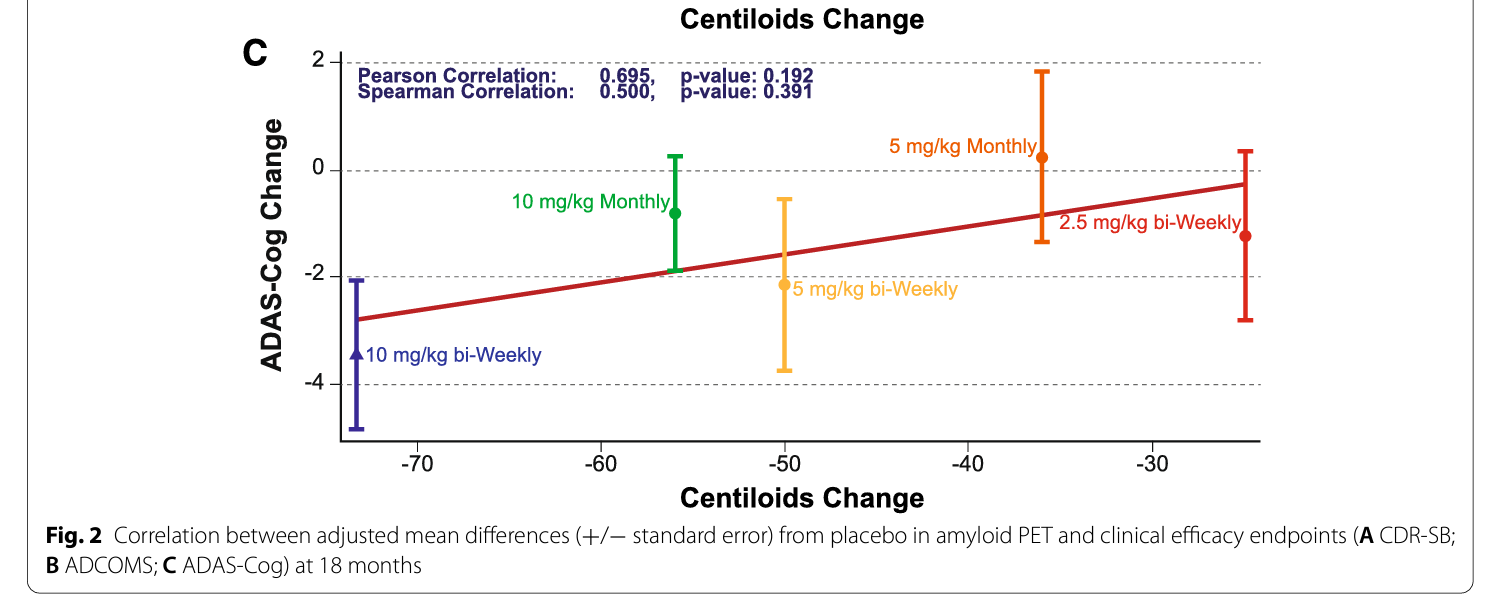 Centiloids Change
C
2
Pearson Correlation: 0.695, p-value: 0.192
Spearman Correlation: 0.500, p-value: 0.391
5 mg/kg Monthly
0
10 mg/kg Monthly
2.5 mg/kg bi-Weekly
ADAS-Cog Change
-2
5 mg/kg bi-Weekly
10 mg/kg bi-Weekly
-4
-70 -60 -50 -40 -30
Centiloids Change
Fig. 2 Correlation between adjusted mean differences (+/− standard error) from placebo in amyloid PET and clinical efficacy endpoints (A CDR-SB;
B ADCOMS; C ADAS-Cog) at 18 months